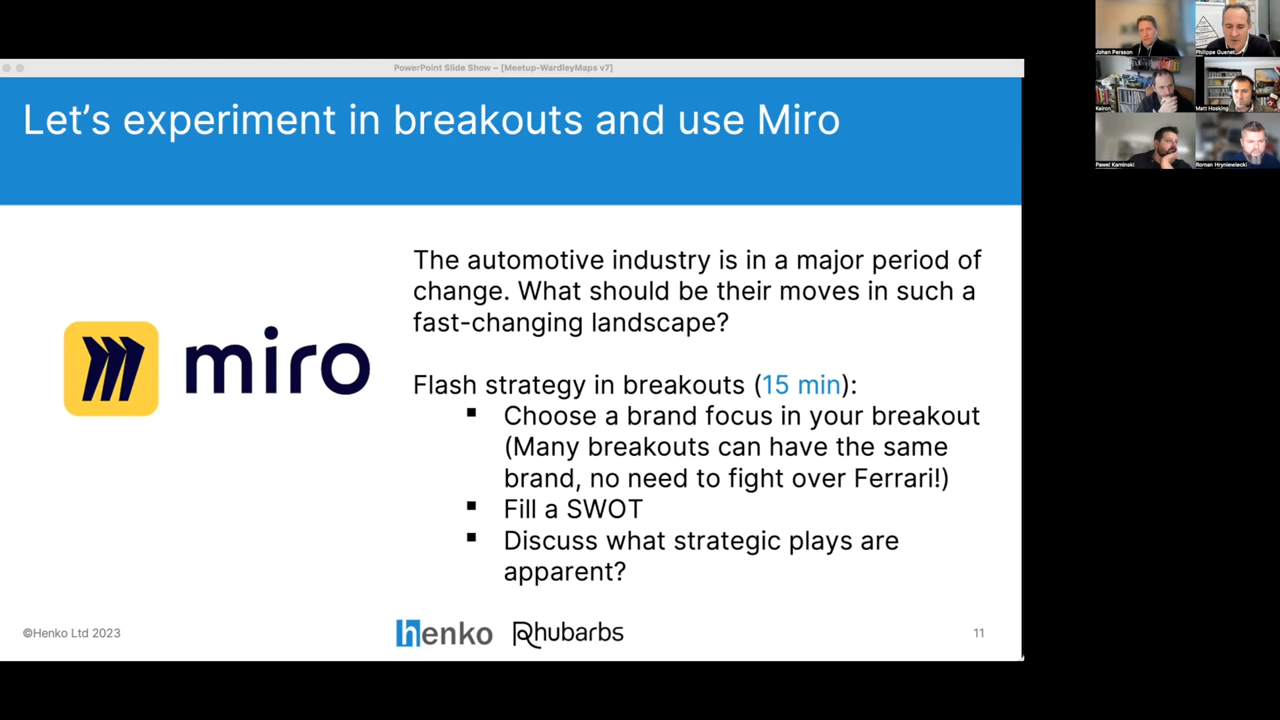 PowerPoint Slide Show – [Meetup-WardleyMaps v7]
Let's experiment in breakouts and use Miro
miro
The automotive industry is in a major period of
change. What should be their moves in such a
fast-changing landscape?
Flash strategy in breakouts (15 min):
▪ Choose a brand focus in your breakout
(Many breakouts can have the same
brand, no need to fight over Ferrari!)
▪ Fill a SWOT
▪ Discuss what strategic plays are
apparent?
©Henko Ltd 2023
henko
Rhubarbs
11
Johan Persson
Philippe Guenet
Keiron
Matt Hosking
Pawel Kaminski
Roman Hryniewiecki